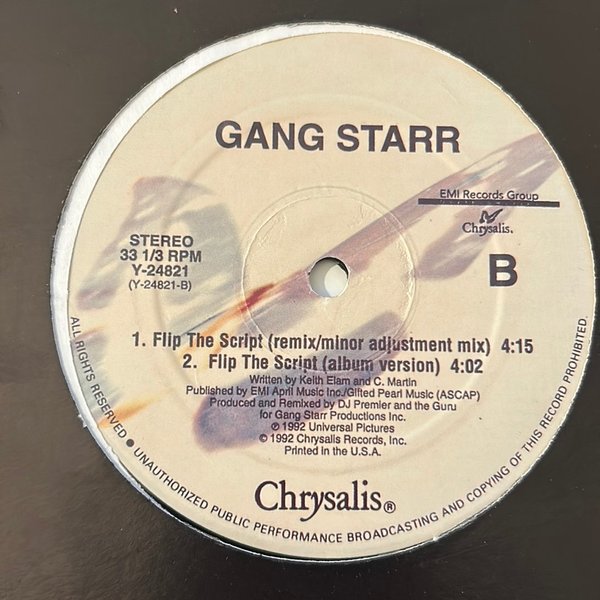 GANG STARR
EMI Records Group
Chrysalis.
STEREO
33 1/3 RPM
Y-24821
(Y-24821-B)
B
1. Flip The Script (remix/minor adjustment mix) 4:15
2. Flip The Script (album version) 4:02
Written by Keith Elam and C. Martin
Published by EMI April Music Inc./Gifted Pearl Music (ASCAP)
Produced and Remixed by DJ Premier and the Guru
for Gang Starr Productions Inc.
℗ 1992 Universal Pictures
© 1992 Chrysalis Records, Inc.
Printed in the U.S.A.
Chrysalis®
ALL RIGHTS RESERVED • UNAUTHORIZED PUBLIC PERFORMANCE BROADCASTING AND COPYING OF THIS RECORD PROHIBITED.